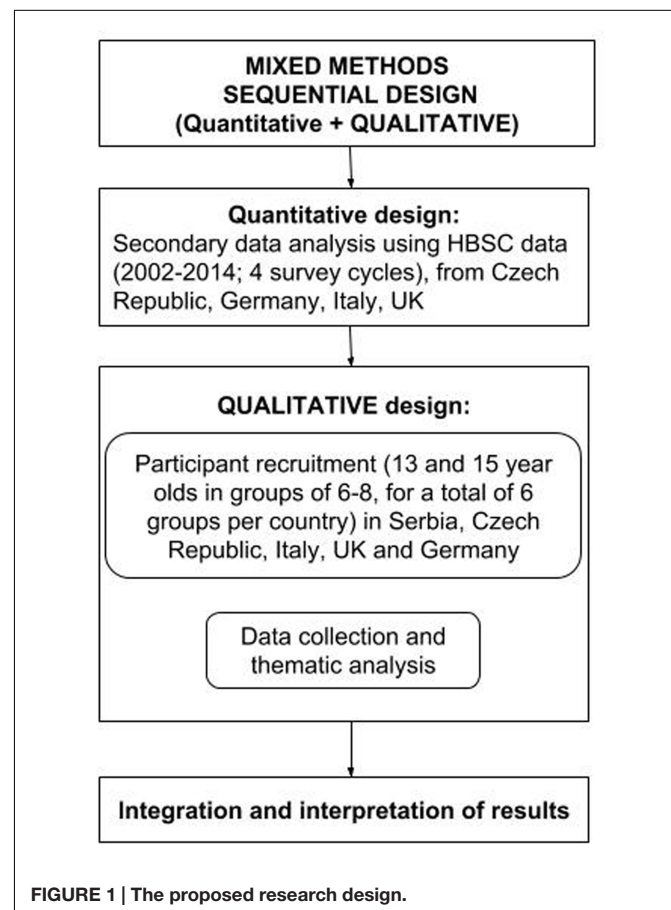 MIXED METHODS
SEQUENTIAL DESIGN
(Quantitative + QUALITATIVE)
Quantitative design:
Secondary data analysis using HBSC data
(2002-2014; 4 survey cycles), from Czech
Republic, Germany, Italy, UK
QUALITATIVE design:
Participant recruitment (13 and 15 year
olds in groups of 6-8, for a total of 6
groups per country) in Serbia, Czech
Republic, Italy, UK and Germany
Data collection and
thematic analysis
Integration and interpretation of results
FIGURE 1 | The proposed research design.